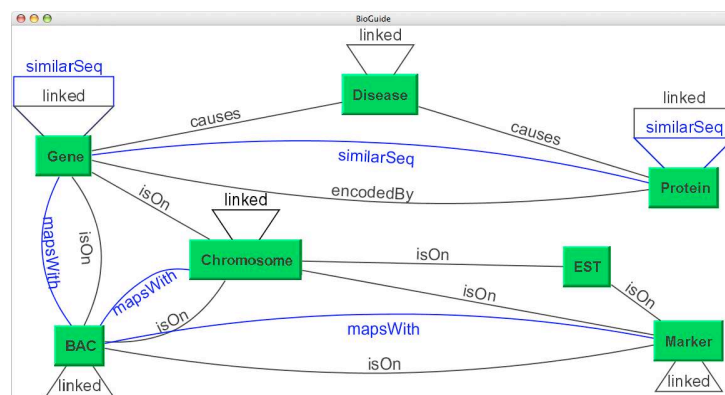 BioGuide
linked
similarSeq
linked
Disease
linked
similarSeq
causes
causes
Gene
similarSeq
Protein
encodedBy
isOn
linked
mapsWith
isOn
Chromosome
isOn
EST
mapsWith
isOn
isOn
isOn
mapsWith
BAC
Marker
isOn
linked
linked